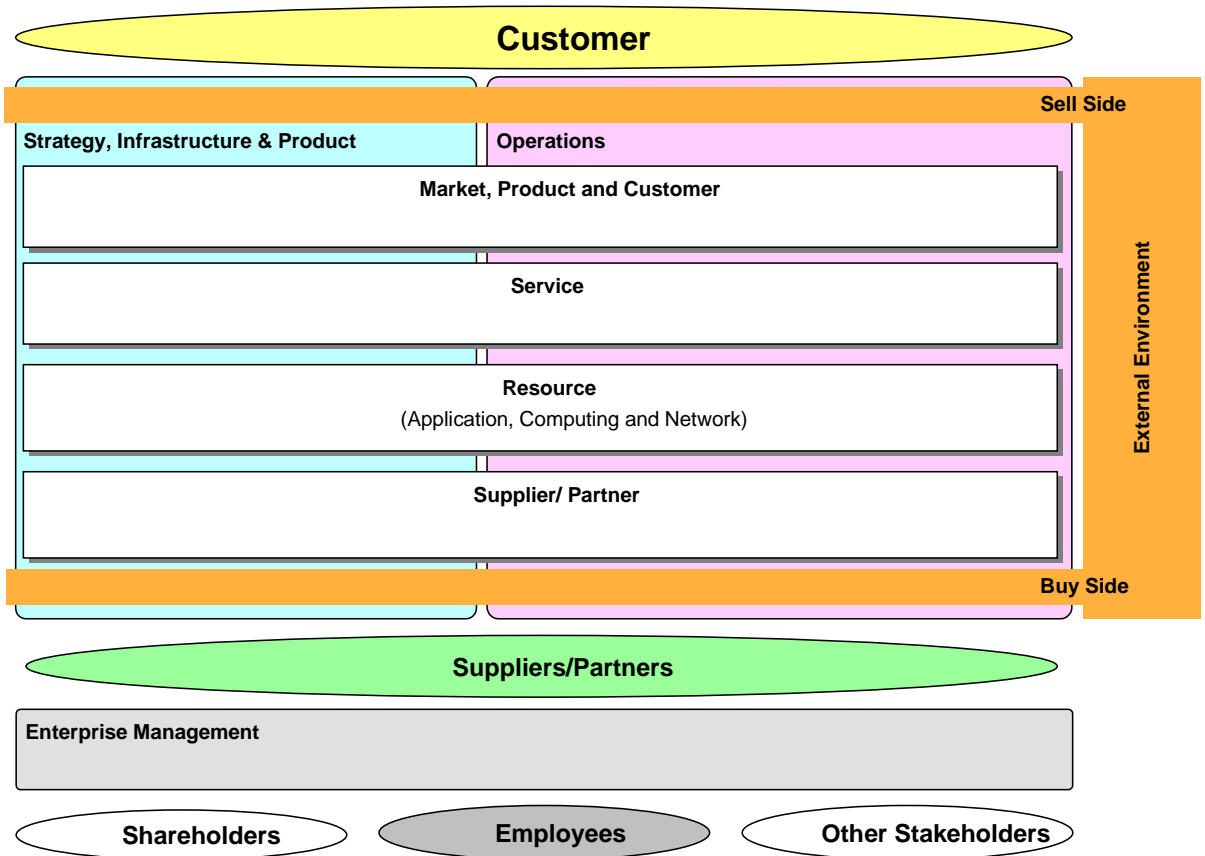 Customer
Sell Side
Strategy, Infrastructure & Product
Operations
Market, Product and Customer
Service
Resource
(Application, Computing and Network)
Supplier/ Partner
External Environment
Buy Side
Suppliers/Partners
Enterprise Management
Shareholders
Employees
Other Stakeholders